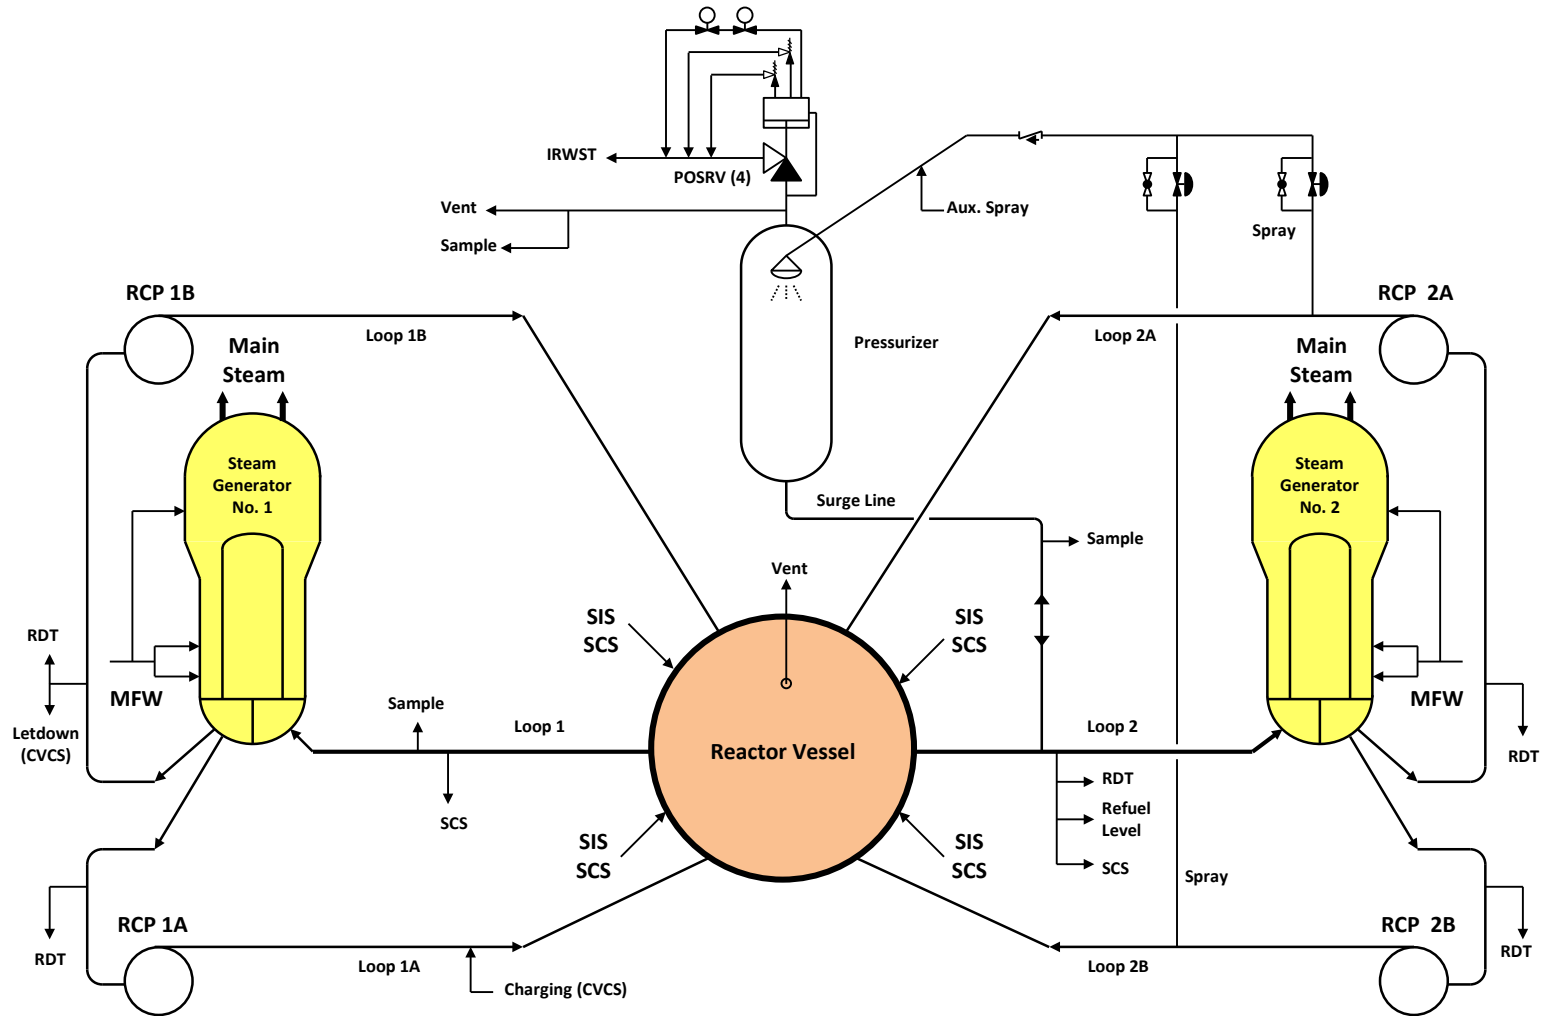 IRWST
POSRV (4)
Vent
Sample
Aux. Spray
Spray
RCP 1B
RCP 2A
Loop 1B
Pressurizer
Loop 2A
Main
Steam
Main
Steam
Steam
Generator
No. 1
Steam
Generator
No. 2
Surge Line
Sample
Vent
SIS
SCS
SIS
SCS
RDT
MFW
MFW
Letdown
(CVCS)
Sample
Loop 1
Reactor Vessel
Loop 2
RDT
RDT
Refuel
Level
SCS
SCS
SIS
SCS
SIS
SCS
Spray
RCP 1A
RCP 2B
RDT
RDT
Loop 1A
Loop 2B
Charging (CVCS)